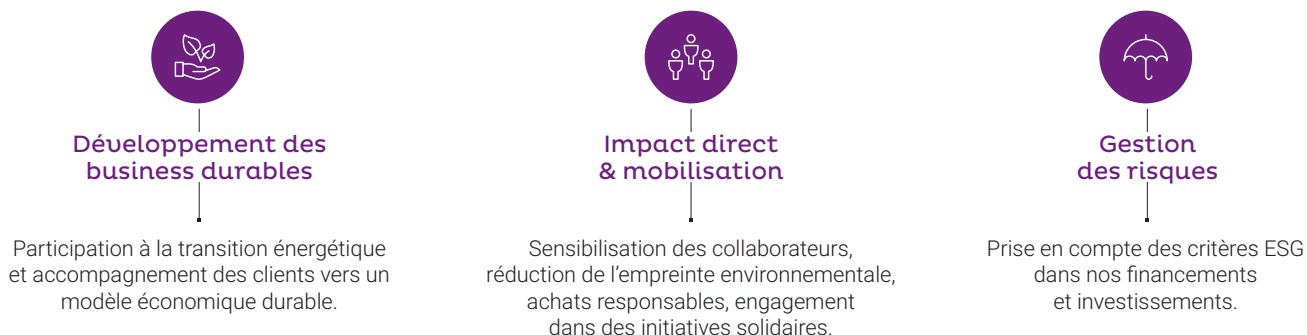 Développement des
business durables
Participation à la transition énergétique
et accompagnement des clients vers un
modèle économique durable.
Impact direct
& mobilisation
Sensibilisation des collaborateurs,
réduction de l’empreinte environnementale,
achats responsables, engagement
dans des initiatives solidaires.
Gestion
des risques
Prise en compte des critères ESG
dans nos financements
et investissements.